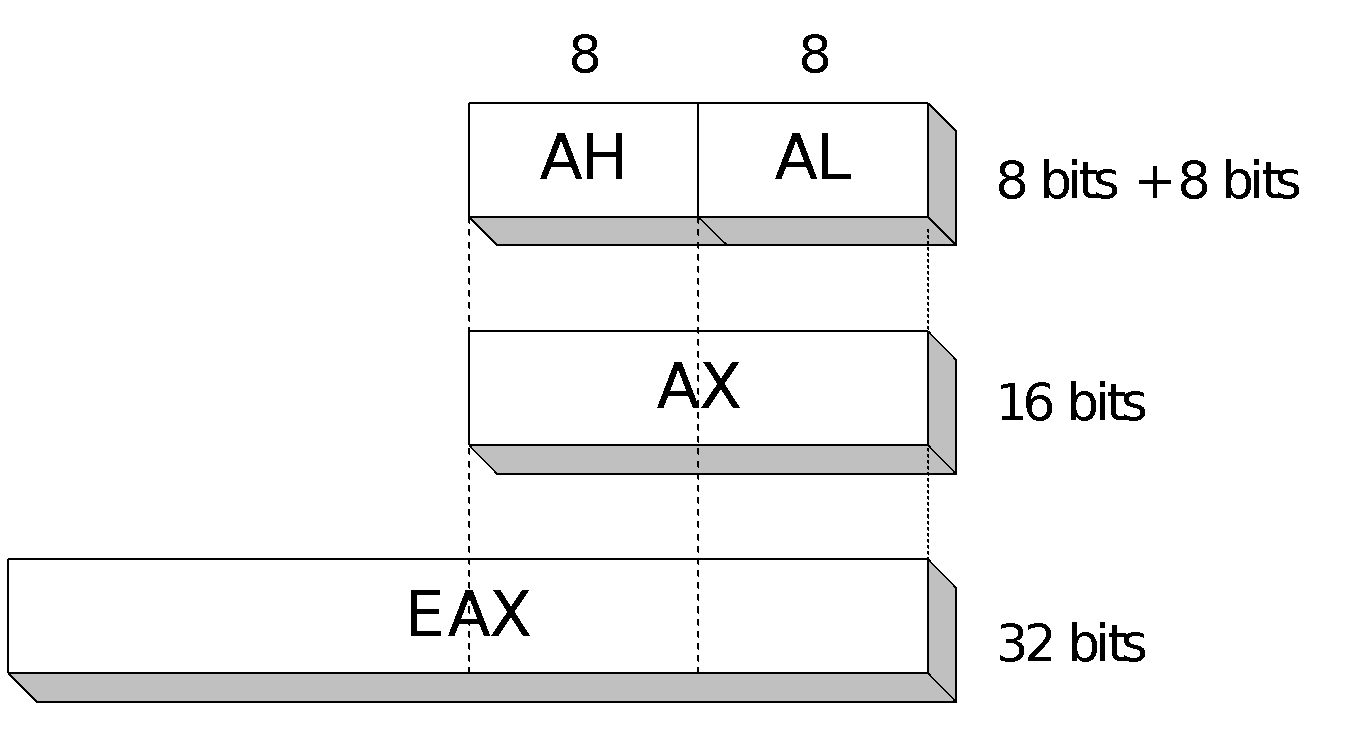 8 8
AH AL 8 bits + 8 bits
AX 16 bits
EAX 32 bits